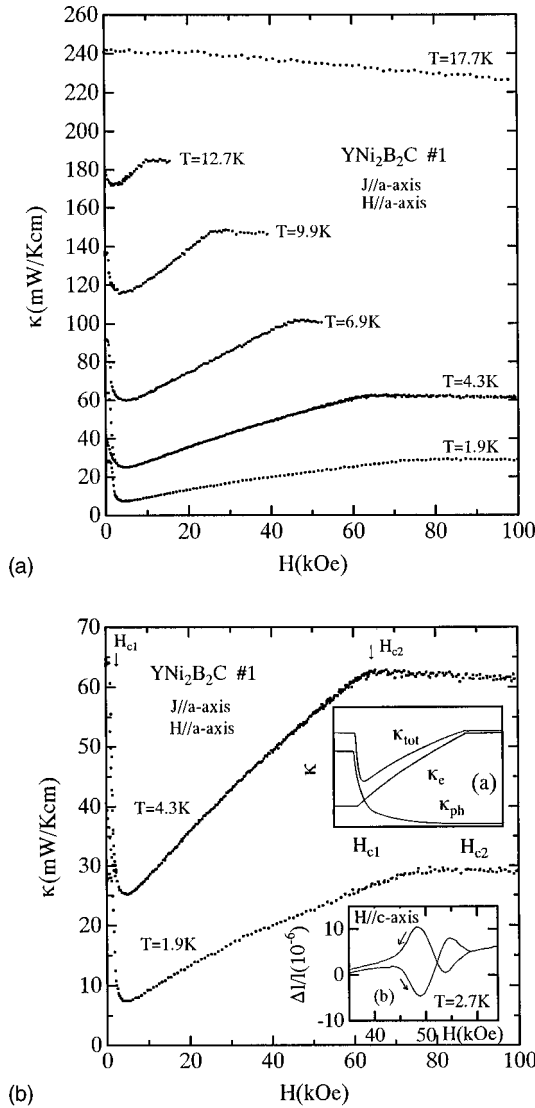 260
240
220
200
180
160
140
120
100
80
60
40
20
0
κ(mW/Kcm)
T=17.7K
T=12.7K
YNi₂B₂C #1
J//a-axis
H//a-axis
T=9.9K
T=6.9K
T=4.3K
T=1.9K
0 20 40 60 80 100
H(kOe)
(a)
70
60
50
40
30
20
10
0
κ(mW/Kcm)
Hc1
YNi₂B₂C #1
J//a-axis
H//a-axis
Hc2
T=4.3K
T=1.9K
κ
κtot
κe
(a)
κph
Hc1 Hc2
Δl/l(10⁻⁶)
10
0
-10
H//c-axis
(b)
T=2.7K
40 50 H(kOe)
0 20 40 60 80 100
H(kOe)
(b)